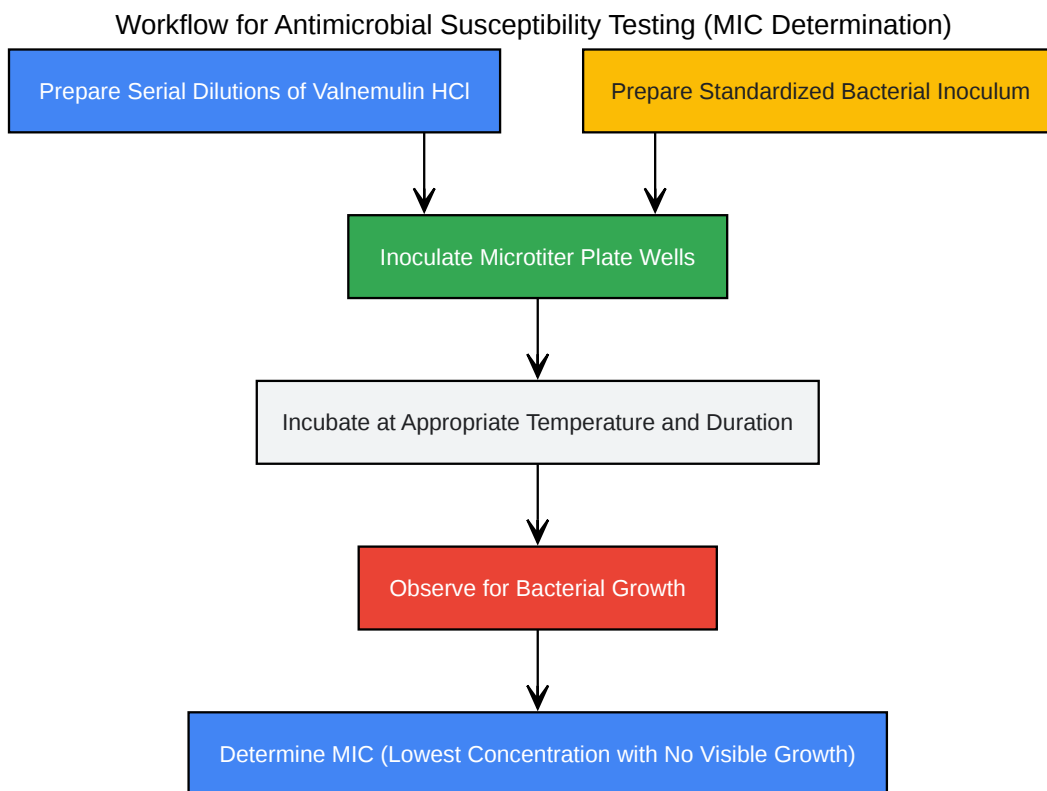 Workflow for Antimicrobial Susceptibility Testing (MIC Determination)
Prepare Serial Dilutions of Valnemulin HCl
Prepare Standardized Bacterial Inoculum
Inoculate Microtiter Plate Wells
Incubate at Appropriate Temperature and Duration
Observe for Bacterial Growth
Determine MIC (Lowest Concentration with No Visible Growth)